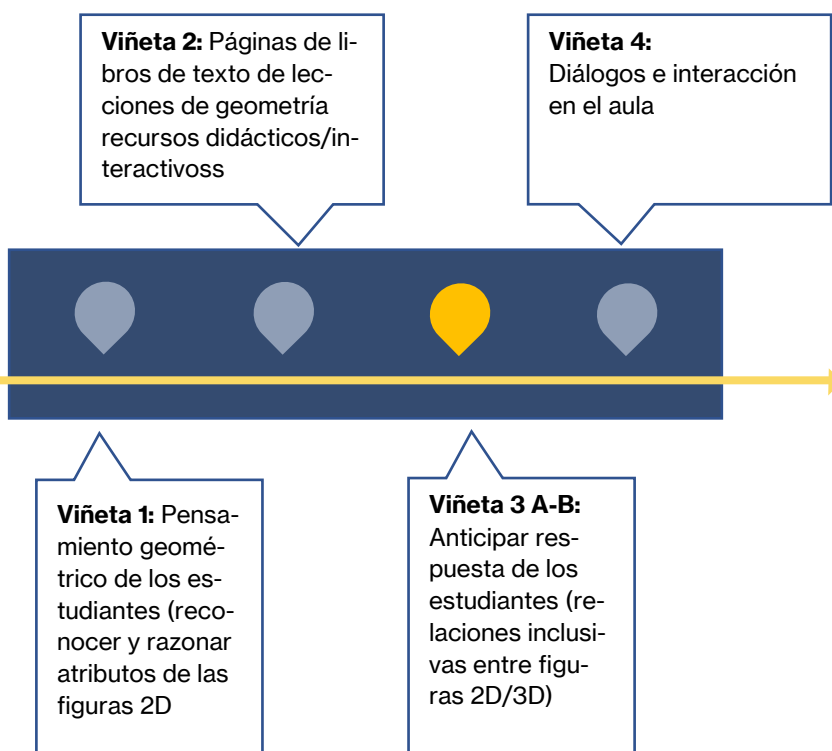 Viñeta 2: Páginas de li-
bros de texto de lec-
ciones de geometría
recursos didácticos/in-
teractivoss
Viñeta 4:
Diálogos e interacción
en el aula
Viñeta 1: Pensa-
miento geomé-
trico de los es-
tudiantes (reco-
nocer y razonar
atributos de las
figuras 2D
Viñeta 3 A-B:
Anticipar res-
puesta de los
estudiantes (re-
laciones inclusi-
vas entre figu-
ras 2D/3D)